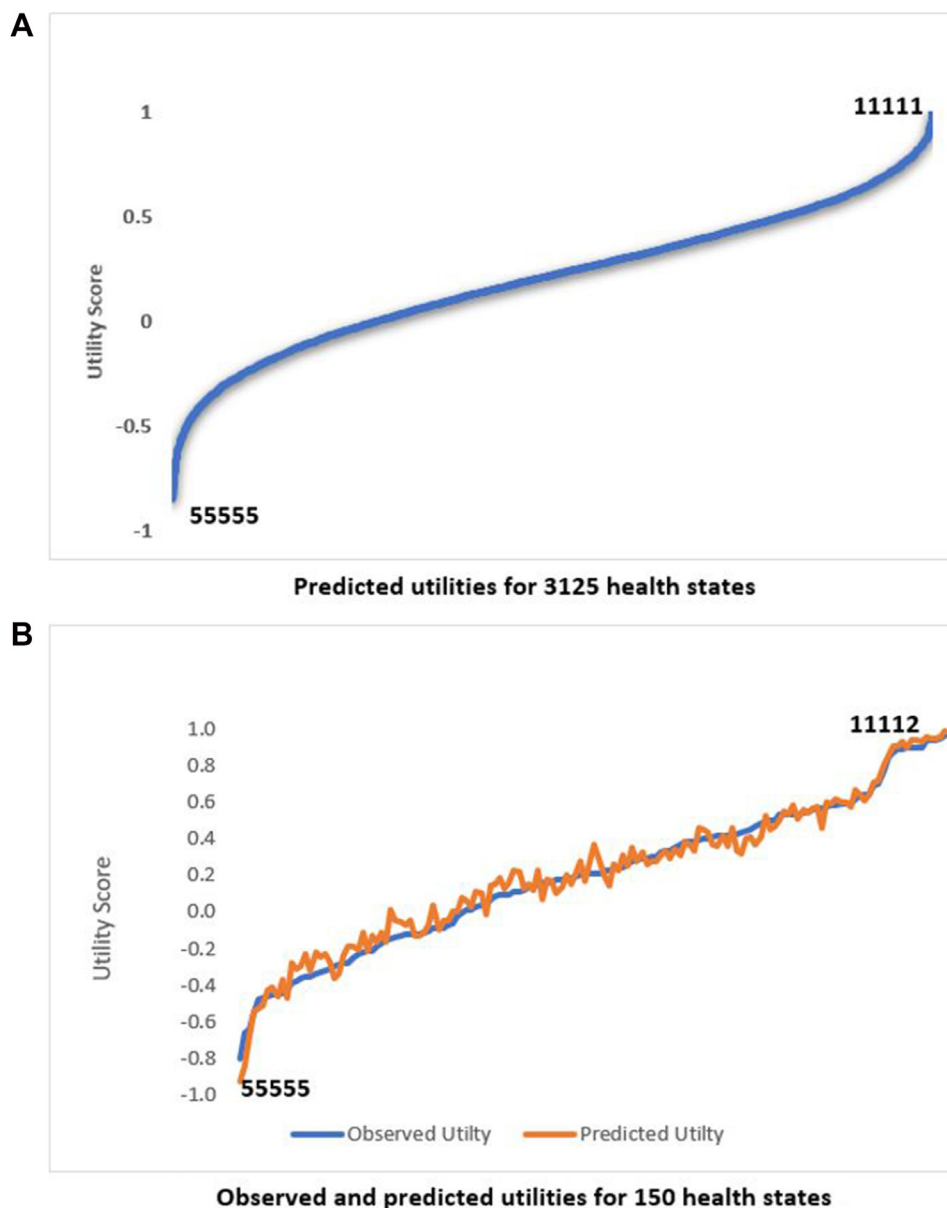 A
1
11111
0.5
Utility Score
0
-0.5
55555
-1
Predicted utilities for 3125 health states
B
1.0
11112
0.8
0.6
0.4
0.2
Utility Score
0.0
-0.2
-0.4
-0.6
-0.8
-1.0
55555
Observed Utilty
Predicted Utilty
Observed and predicted utilities for 150 health states